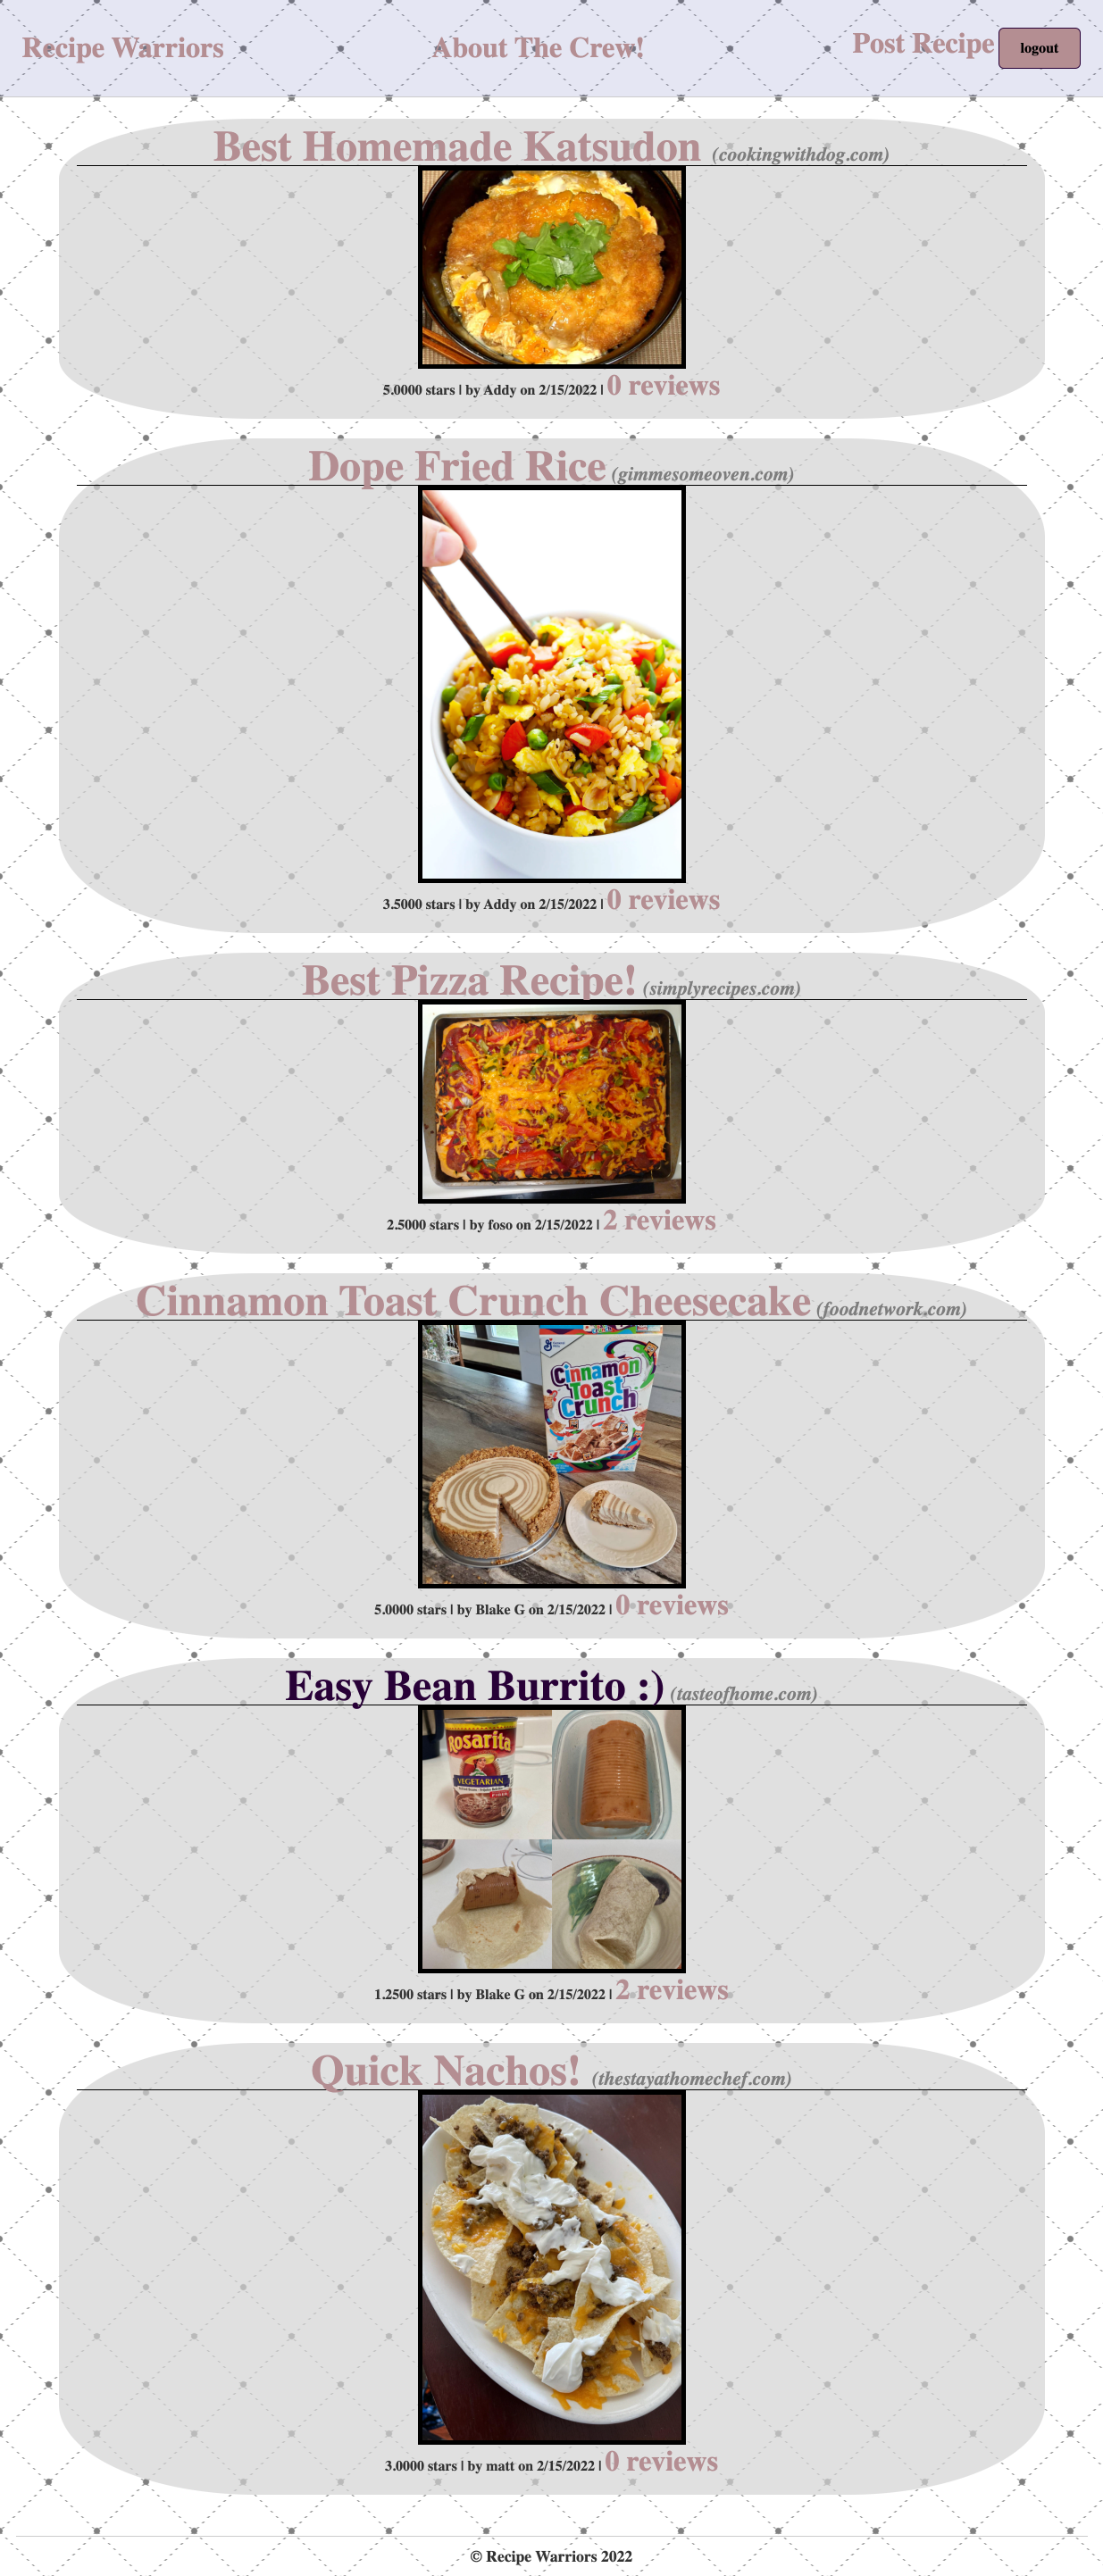 Recipe Warriors
About The Crew!
Post Recipe
logout
Best Homemade Katsudon (cookingwithdog.com)
5.0000 stars | by Addy on 2/15/2022 | 0 reviews
Dope Fried Rice (gimmesomeoven.com)
3.5000 stars | by Addy on 2/15/2022 | 0 reviews
Best Pizza Recipe! (simplyrecipes.com)
2.5000 stars | by foso on 2/15/2022 | 2 reviews
Cinnamon Toast Crunch Cheesecake (foodnetwork.com)
Cinnamon
Toast
Crunch
5.0000 stars | by Blake G on 2/15/2022 | 0 reviews
Easy Bean Burrito :) (tasteofhome.com)
Rosarita
VEGETARIAN
1.2500 stars | by Blake G on 2/15/2022 | 2 reviews
Quick Nachos! (thestayathomechef.com)
3.0000 stars | by matt on 2/15/2022 | 0 reviews
© Recipe Warriors 2022